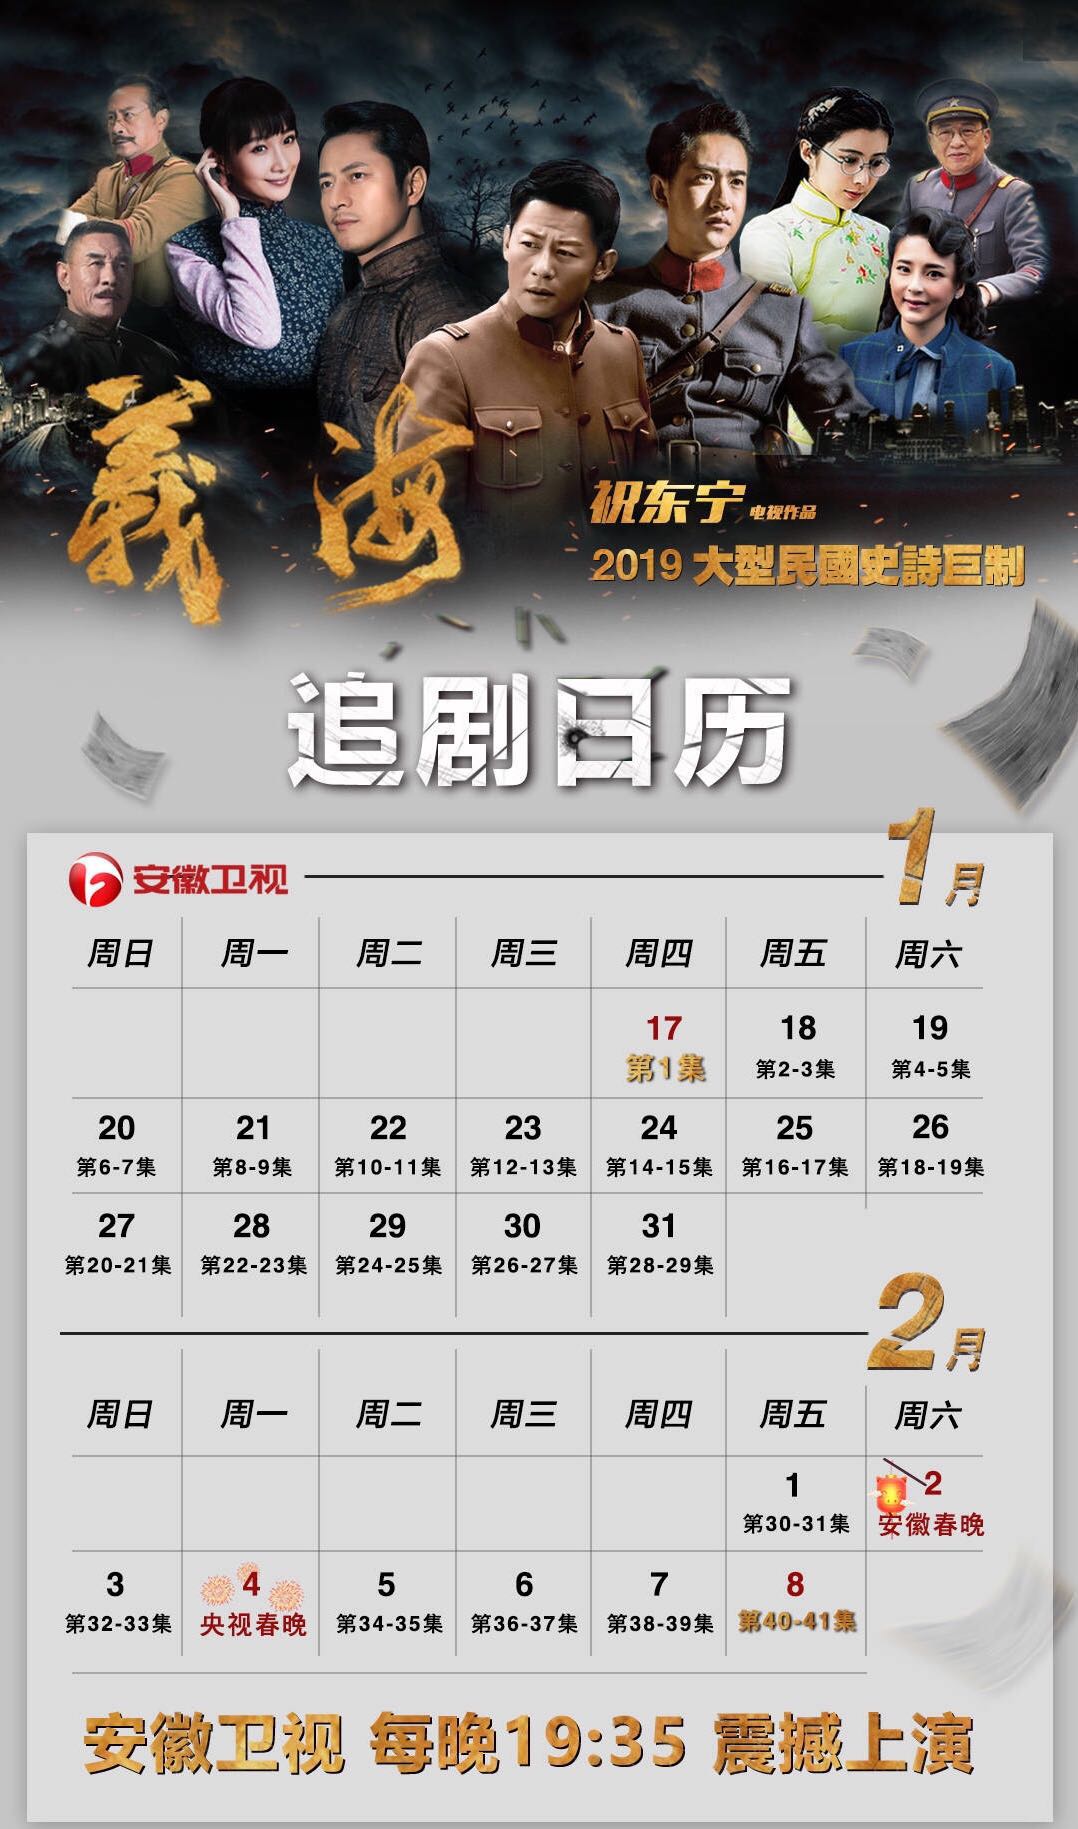 義海
祝东宁 电视作品
2019 大型民國史詩巨制
追剧日历
安徽卫视
1月
周日 周一 周二 周三 周四 周五 周六
17 18 19
第1集 第2-3集 第4-5集
20 21 22 23 24 25 26
第6-7集 第8-9集 第10-11集 第12-13集 第14-15集 第16-17集 第18-19集
27 28 29 30 31
第20-21集 第22-23集 第24-25集 第26-27集 第28-29集
2月
周日 周一 周二 周三 周四 周五 周六
1 2
第30-31集 安徽春晚
3 4 5 6 7 8
第32-33集 央视春晚 第34-35集 第36-37集 第38-39集 第40-41集
安徽卫视 每晚19:35 震撼上演